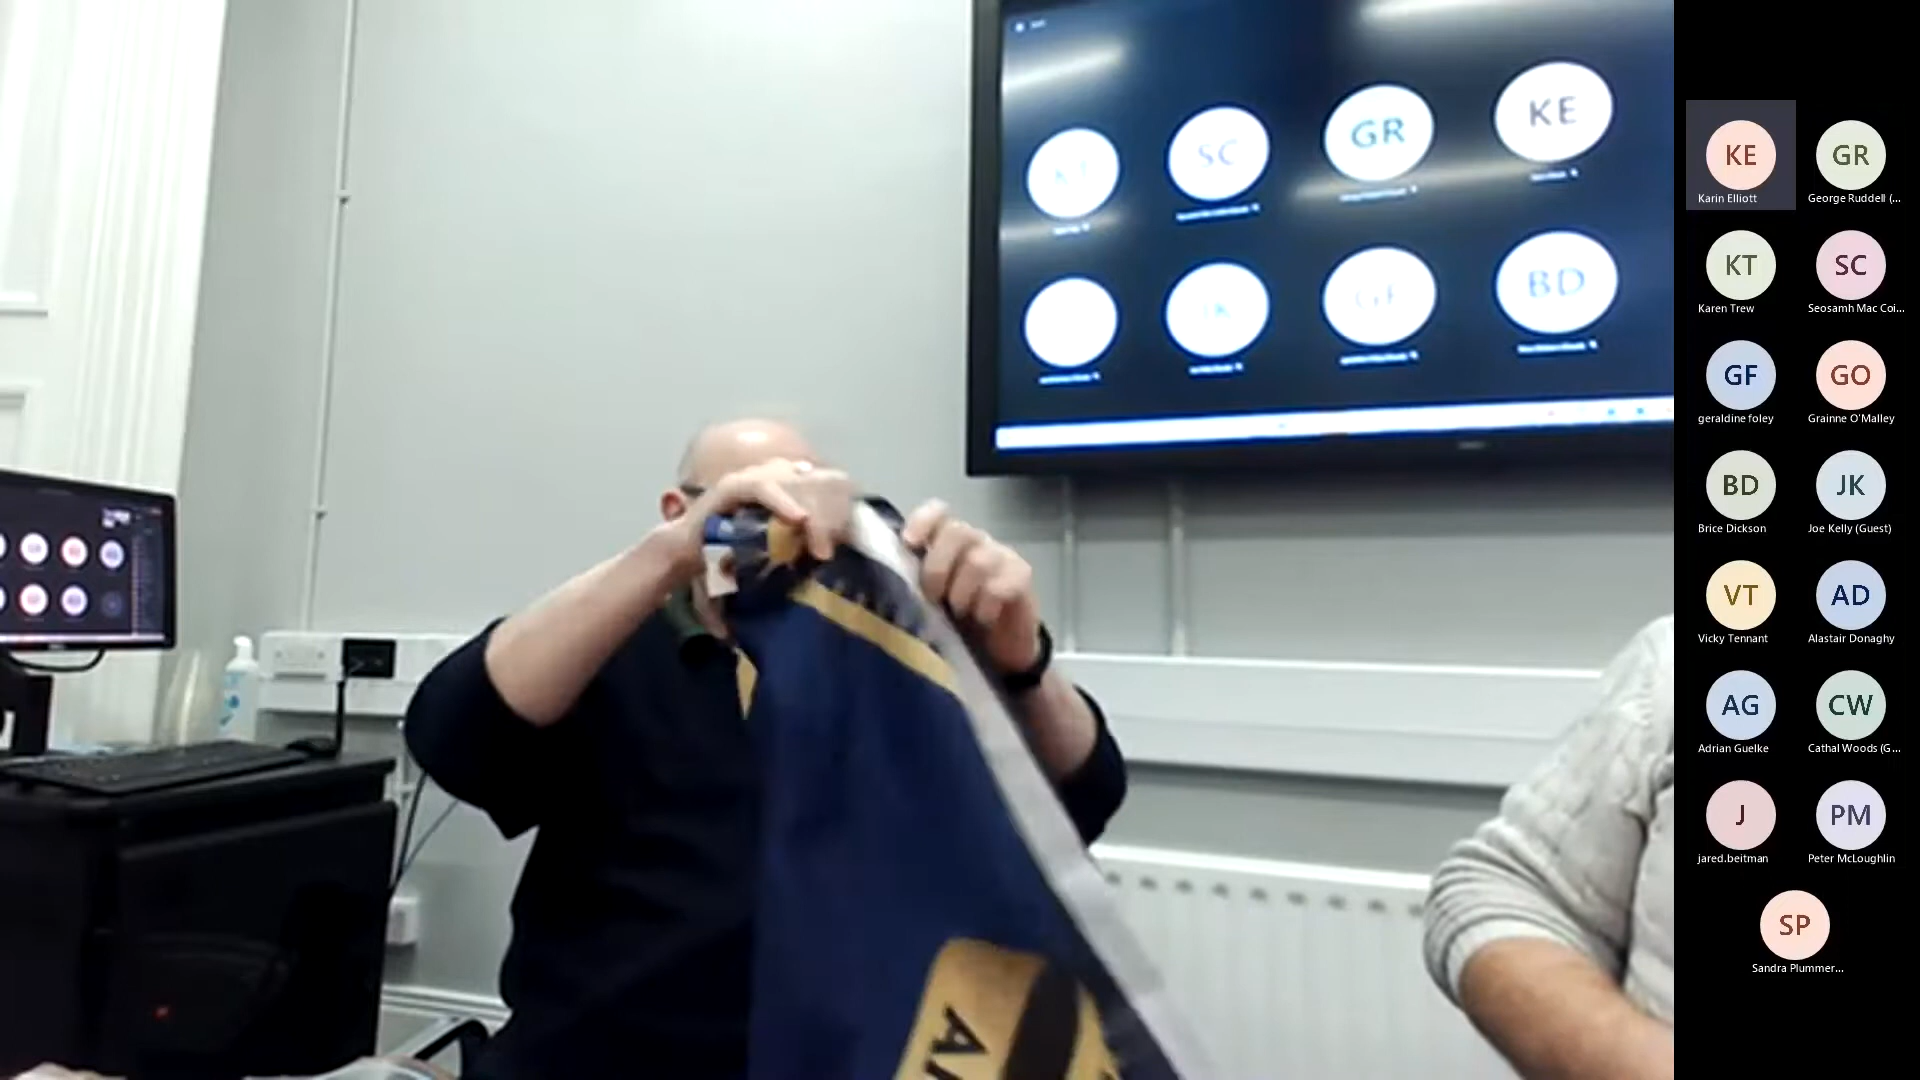 SC
GR
KE
JK
GF
BD
KE
Karin Elliott
GR
George Ruddell (...
KT
Karen Trew
SC
Seosamh Mac Coi...
GF
geraldine foley
GO
Grainne O'Malley
BD
Brice Dickson
JK
Joe Kelly (Guest)
VT
Vicky Tennant
AD
Alastair Donaghy
AG
Adrian Guelke
CW
Cathal Woods (G...
J
jared.beitman
PM
Peter McLoughlin
SP
Sandra Plummer...